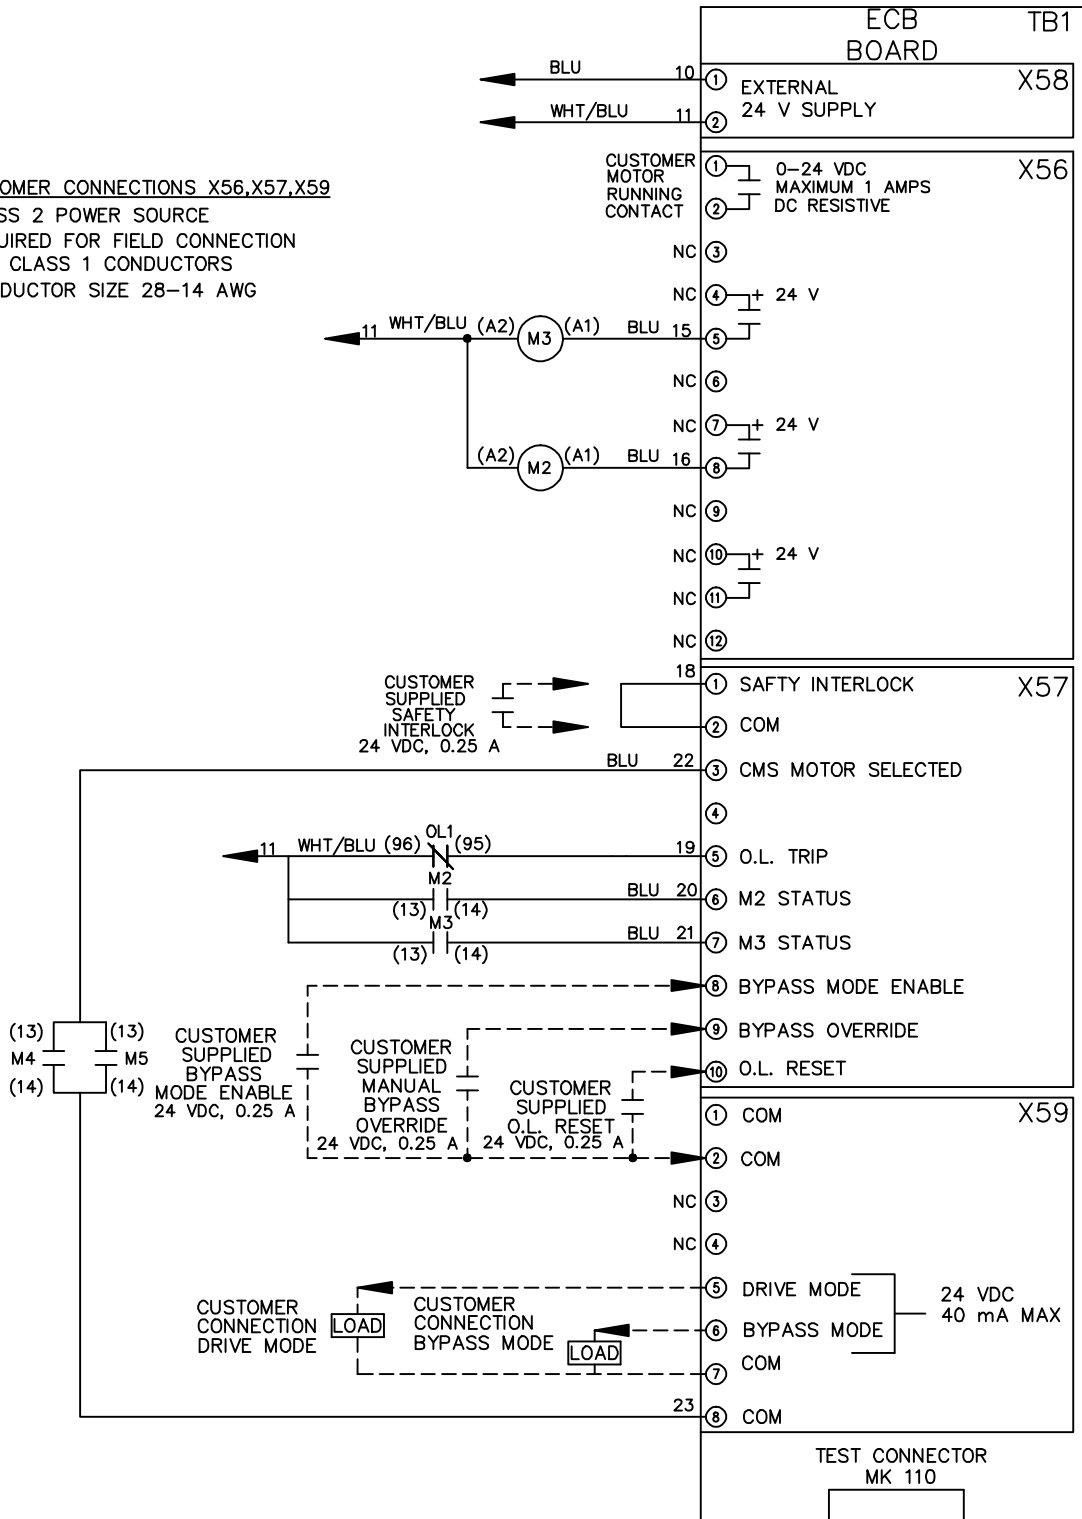 ECB TB1
BOARD
BLU 10 1 EXTERNAL X58
WHT/BLU 11 2 24 V SUPPLY
OMER CONNECTIONS X56,X57,X59
SS 2 POWER SOURCE
UIRED FOR FIELD CONNECTION
CLASS 1 CONDUCTORS
DUCTOR SIZE 28-14 AWG
CUSTOMER
MOTOR
RUNNING
CONTACT
1
2
0-24 VDC
MAXIMUM 1 AMPS
DC RESISTIVE
X56
NC 3
NC 4 + 24 V
11 WHT/BLU (A2) M3 (A1) BLU 15 5
NC 6
NC 7 + 24 V
(A2) M2 (A1) BLU 16 8
NC 9
NC 10 + 24 V
NC 11
NC 12
CUSTOMER
SUPPLIED
SAFETY
INTERLOCK
24 VDC, 0.25 A
18 1 SAFTY INTERLOCK X57
2 COM
BLU 22 3 CMS MOTOR SELECTED
4
11 WHT/BLU (96) OL1 (95) 19 5 O.L. TRIP
M2
(13) (14) BLU 20 6 M2 STATUS
M3
(13) (14) BLU 21 7 M3 STATUS
8 BYPASS MODE ENABLE
9 BYPASS OVERRIDE
10 O.L. RESET
(13) (13)
M4 M5
(14) (14)
CUSTOMER
SUPPLIED
BYPASS
MODE ENABLE
24 VDC, 0.25 A
CUSTOMER
SUPPLIED
MANUAL
BYPASS
OVERRIDE
24 VDC, 0.25 A
CUSTOMER
SUPPLIED
O.L. RESET
24 VDC, 0.25 A
1 COM X59
2 COM
NC 3
NC 4
5 DRIVE MODE
6 BYPASS MODE
7 COM
24 VDC
40 mA MAX
CUSTOMER
CONNECTION
DRIVE MODE
LOAD
CUSTOMER
CONNECTION
BYPASS MODE
LOAD
23 8 COM
TEST CONNECTOR
MK 110